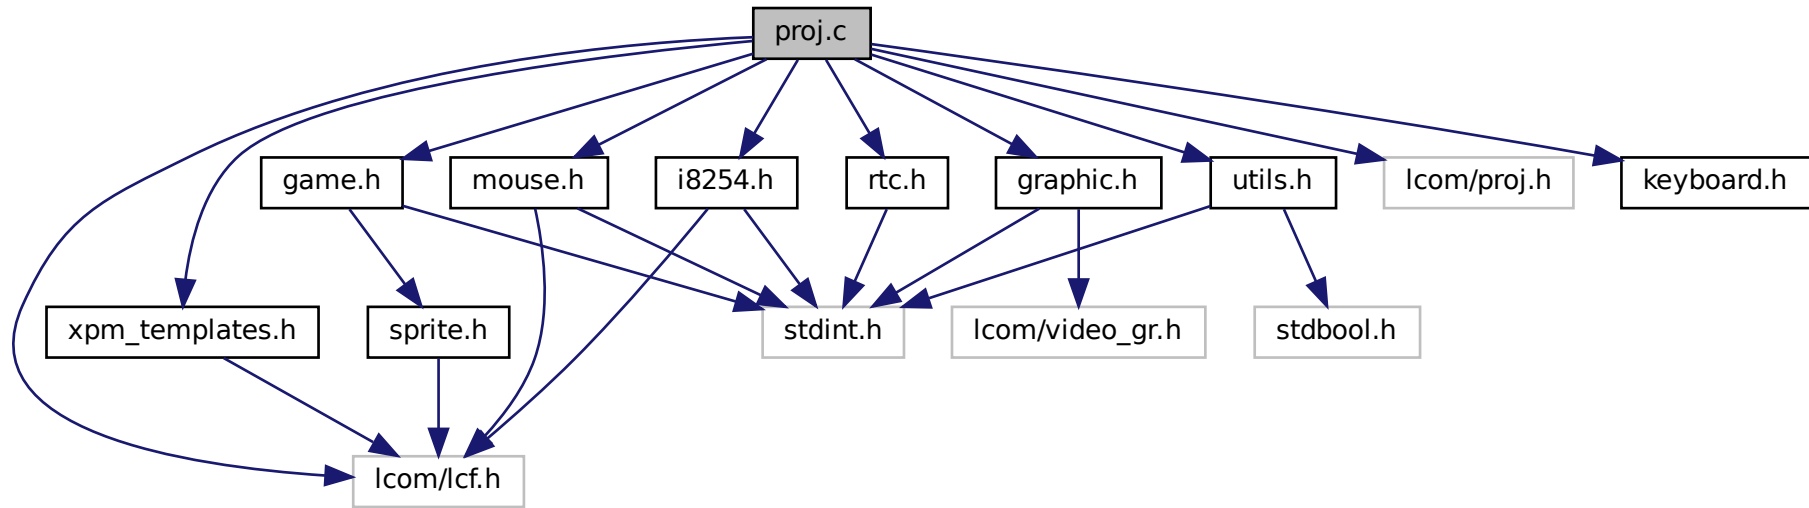 proj.c
game.h
mouse.h
i8254.h
rtc.h
graphic.h
utils.h
lcom/proj.h
keyboard.h
xpm_templates.h
sprite.h
stdint.h
lcom/video_gr.h
stdbool.h
lcom/lcf.h